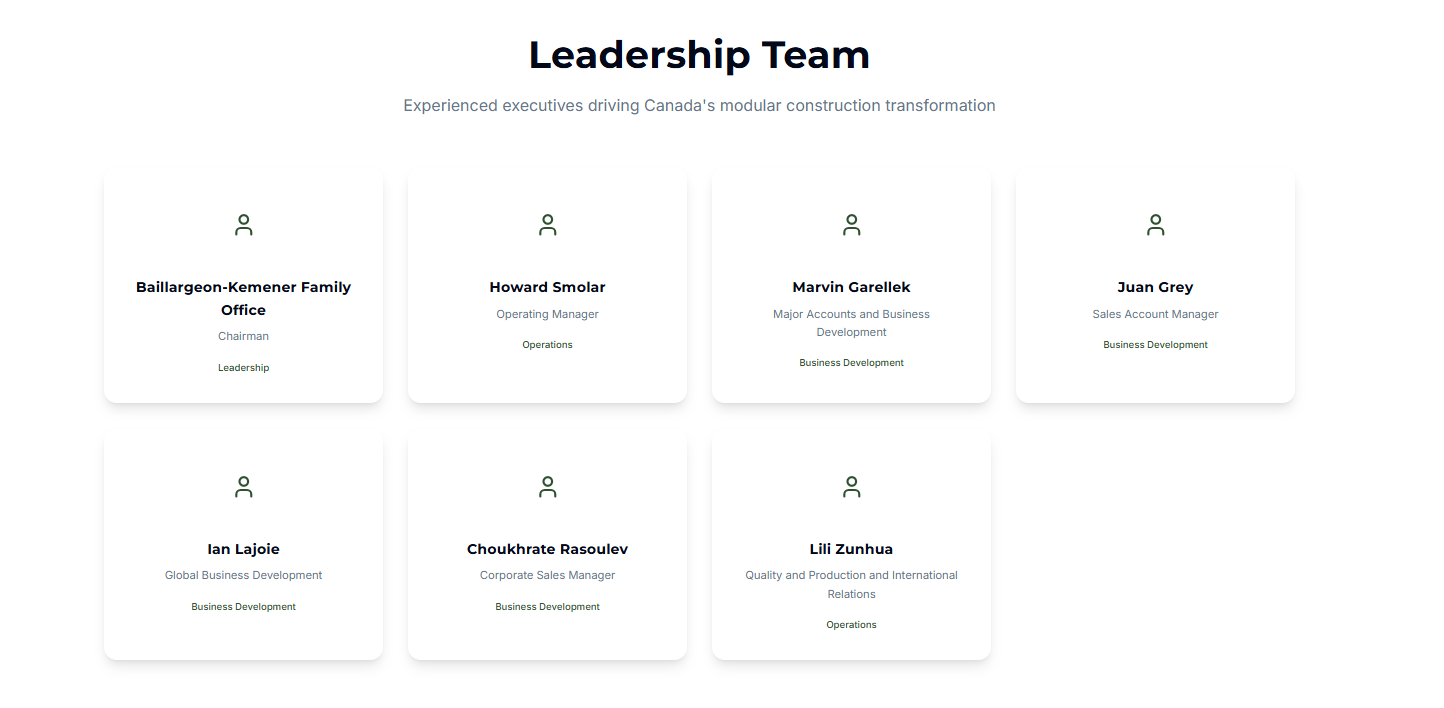 Leadership Team
Experienced executives driving Canada's modular construction transformation
Baillargeon-Kemener Family
Office
Chairman
Leadership
Howard Smolar
Operating Manager
Operations
Marvin Garellek
Major Accounts and Business
Development
Business Development
Juan Grey
Sales Account Manager
Business Development
Ian Lajoie
Global Business Development
Business Development
Choukhrate Rasoulev
Corporate Sales Manager
Business Development
Lili Zunhua
Quality and Production and International
Relations
Operations